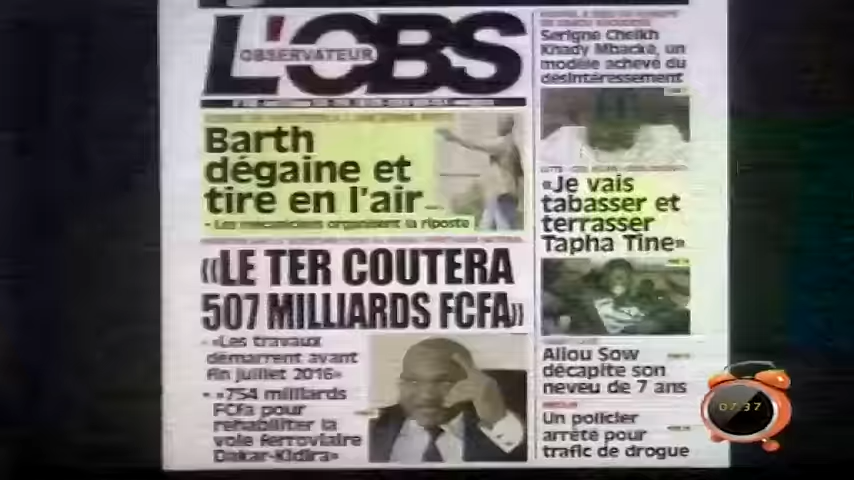 L'OBS
OBSERVATEUR
Barth
dégaine et
tire en l'air
- Les mécaniciens organisent la riposte
«LE TER COUTERA
507 MILLIARDS FCFA»
- «Les travaux
démarrent avant
fin juillet 2016»
- «754 milliards
FCfa pour
réhabiliter la
voie ferroviaire
Dakar-Kidira»
Serigne Cheikh
Khady Mbacké, un
modèle achevé du
désintéressement
«Je vais
tabasser et
terrasser
Tapha Tine»
Aliou Sow
décapite son
neveu de 7 ans
Un policier
arrêté pour
trafic de drogue
07:37